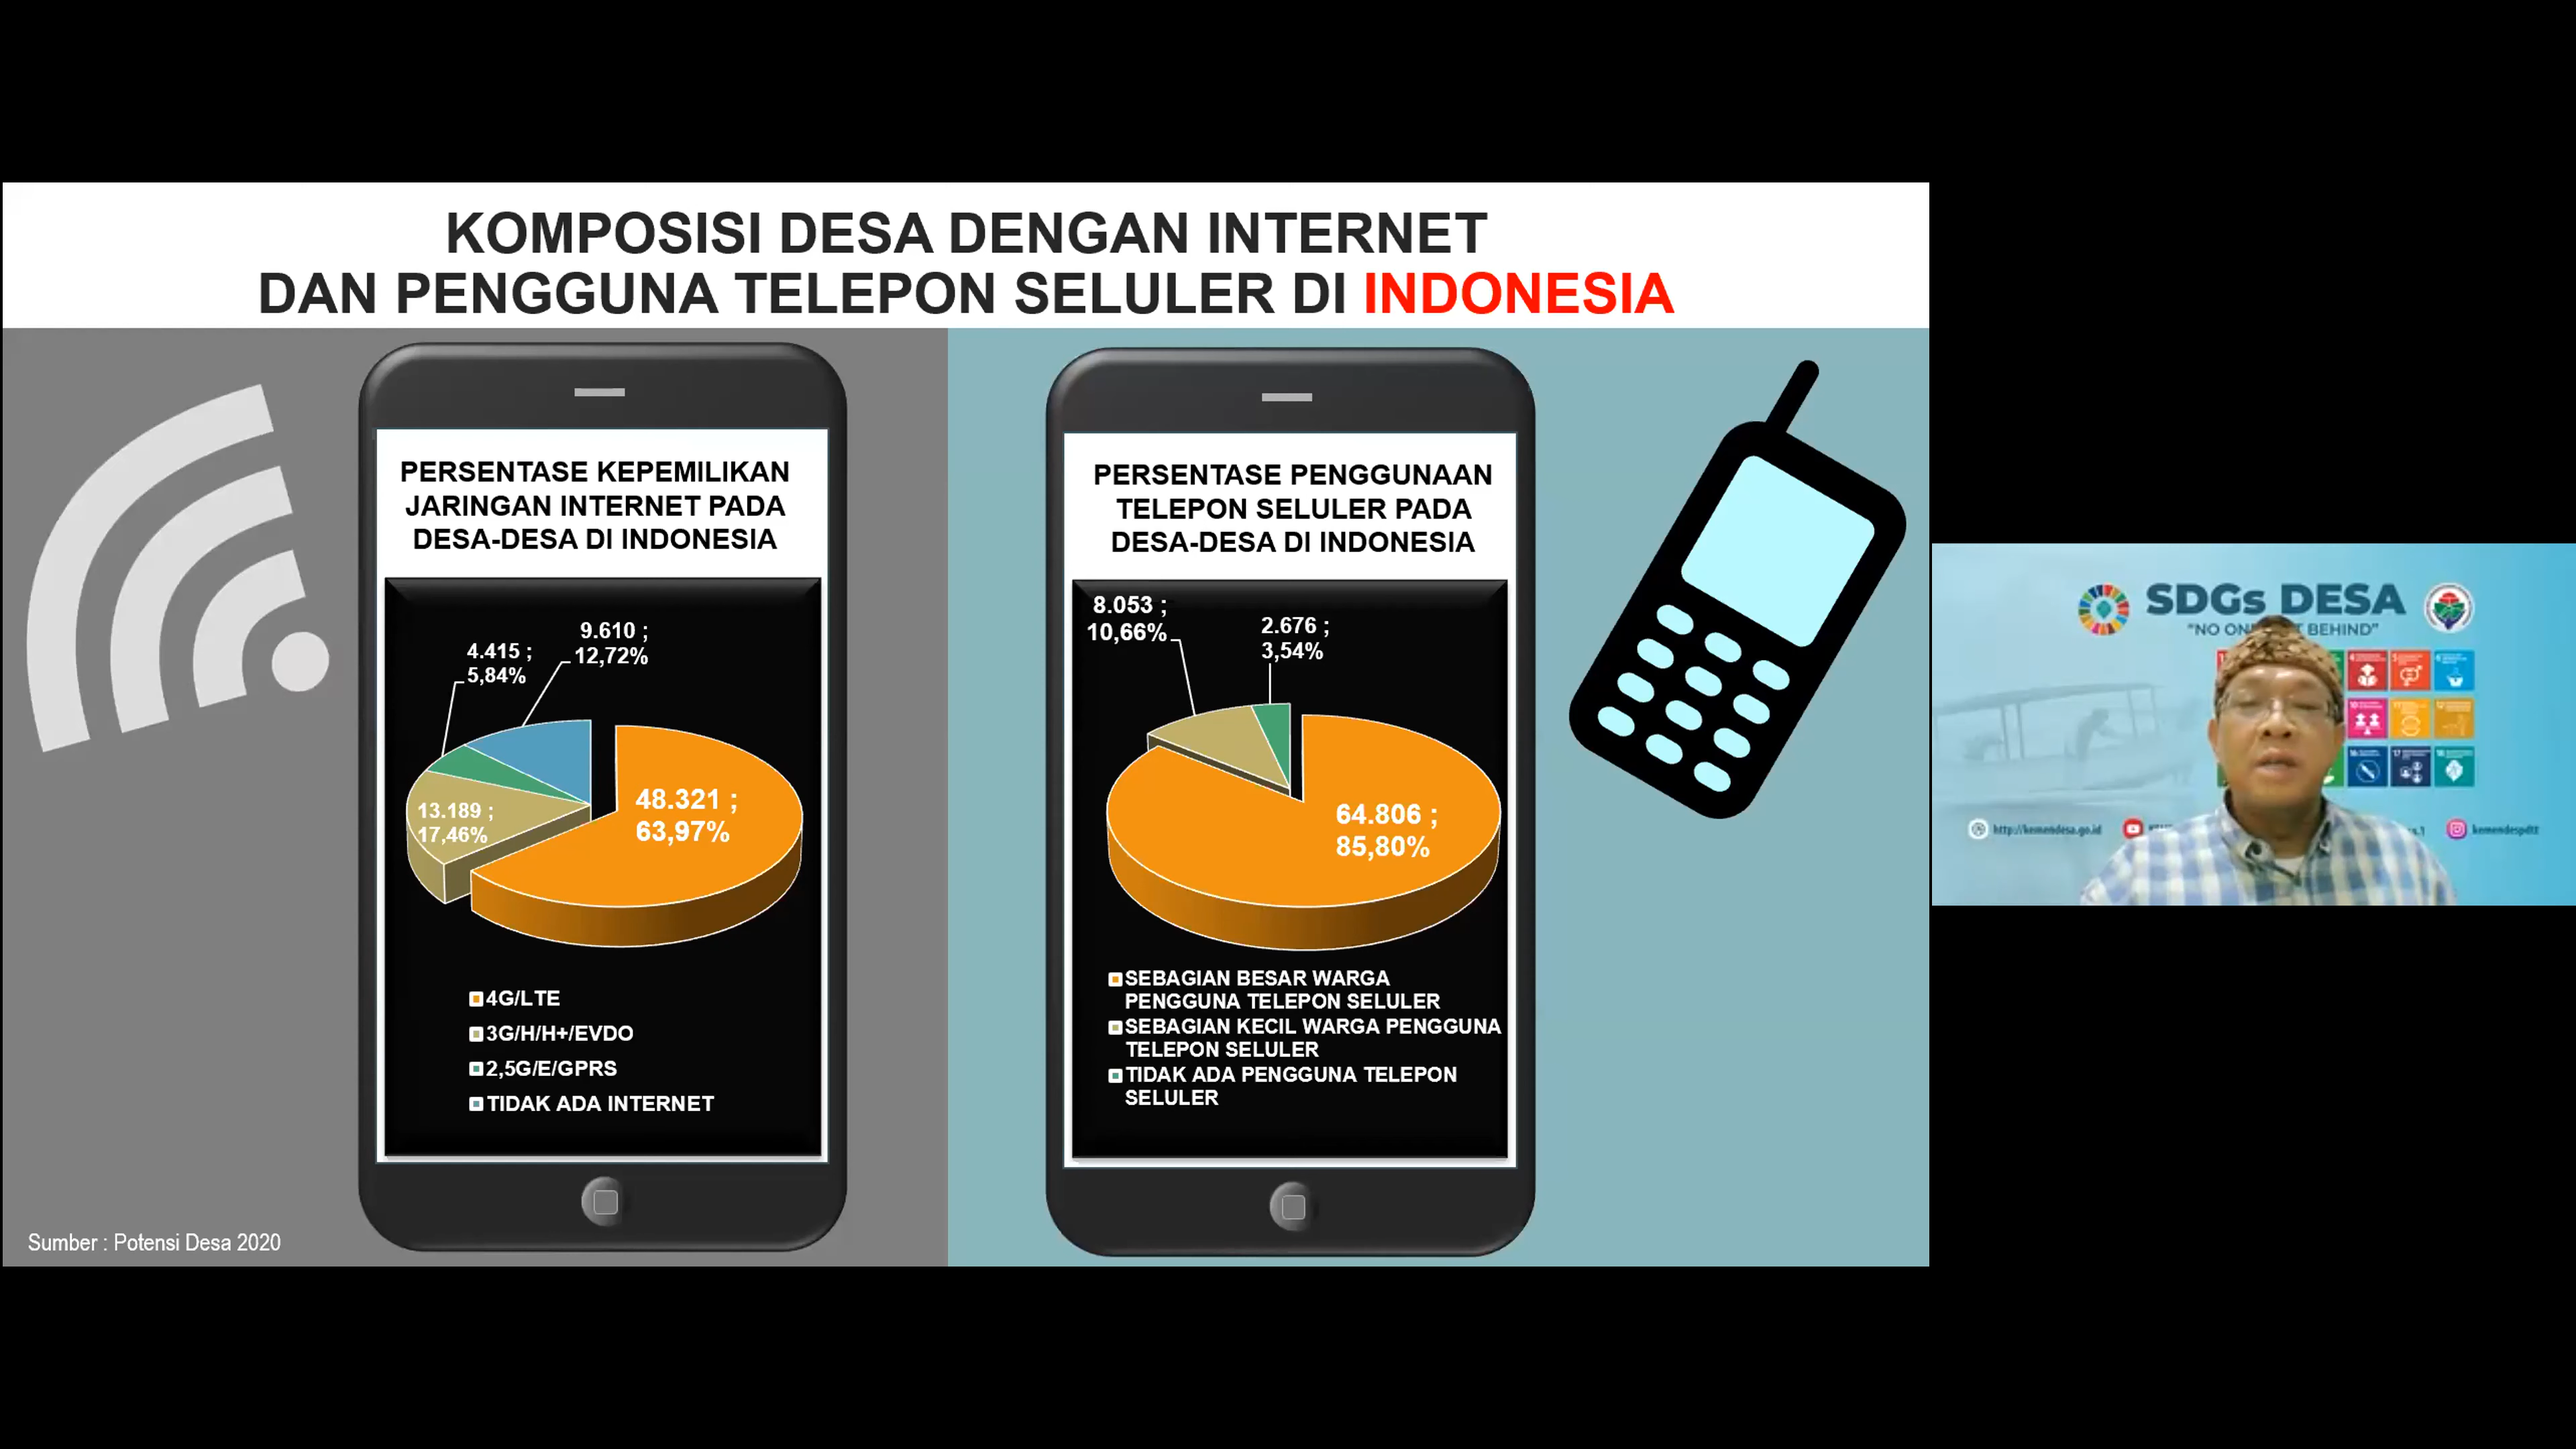 KOMPOSISI DESA DENGAN INTERNET
DAN PENGGUNA TELEPON SELULER DI INDONESIA
PERSENTASE KEPEMILIKAN
JARINGAN INTERNET PADA
DESA-DESA DI INDONESIA
4.415 ;
5,84%
9.610 ;
12,72%
13.189 ;
17,46%
48.321 ;
63,97%
4G/LTE
3G/H/H+/EVDO
2,5G/E/GPRS
TIDAK ADA INTERNET
Sumber : Potensi Desa 2020
PERSENTASE PENGGUNAAN
TELEPON SELULER PADA
DESA-DESA DI INDONESIA
8.053 ;
10,66%
2.676 ;
3,54%
64.806 ;
85,80%
SEBAGIAN BESAR WARGA
PENGGUNA TELEPON SELULER
SEBAGIAN KECIL WARGA PENGGUNA
TELEPON SELULER
TIDAK ADA PENGGUNA TELEPON
SELULER
SDGs DESA
"NO BEHIND"
http://kemendesa.go.id
kemendespdtt